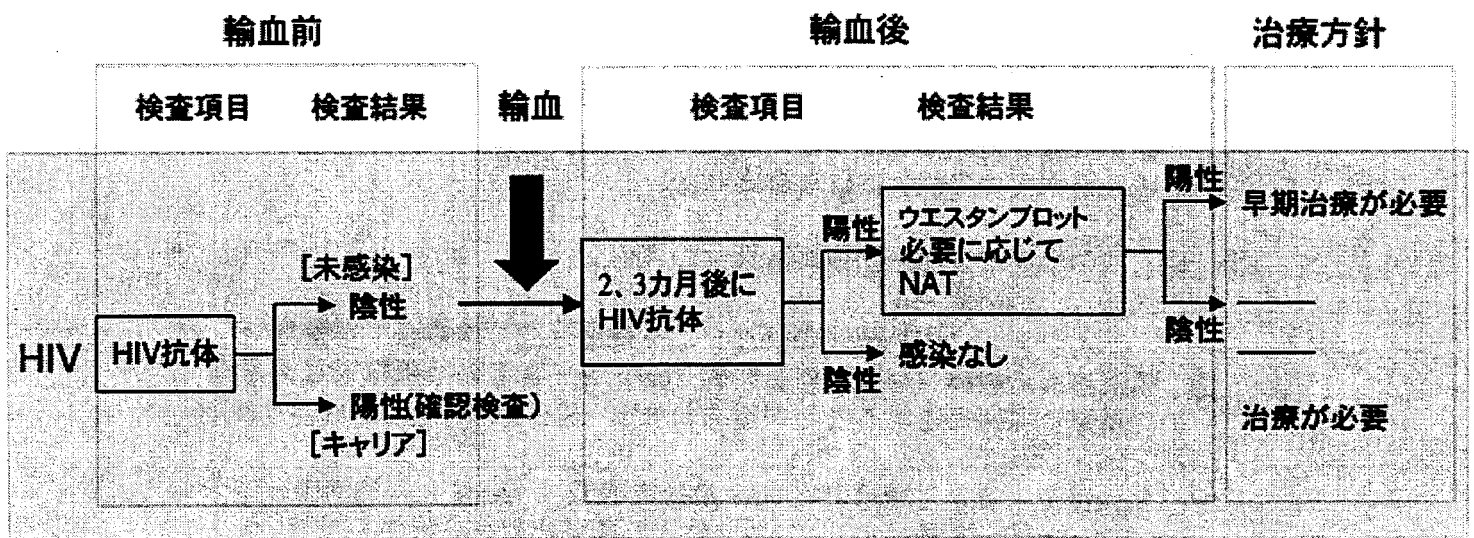 輸血前
輸血後
治療方針
検査項目
検査結果
輸血
検査項目
検査結果
HIV
HIV抗体
[未感染]
陰性
陽性(確認検査)
[キャリア]
2、3カ月後に
HIV抗体
陽性
陰性
ウエスタンブロット
必要に応じて
NAT
感染なし
陽性
陰性
早期治療が必要
治療が必要